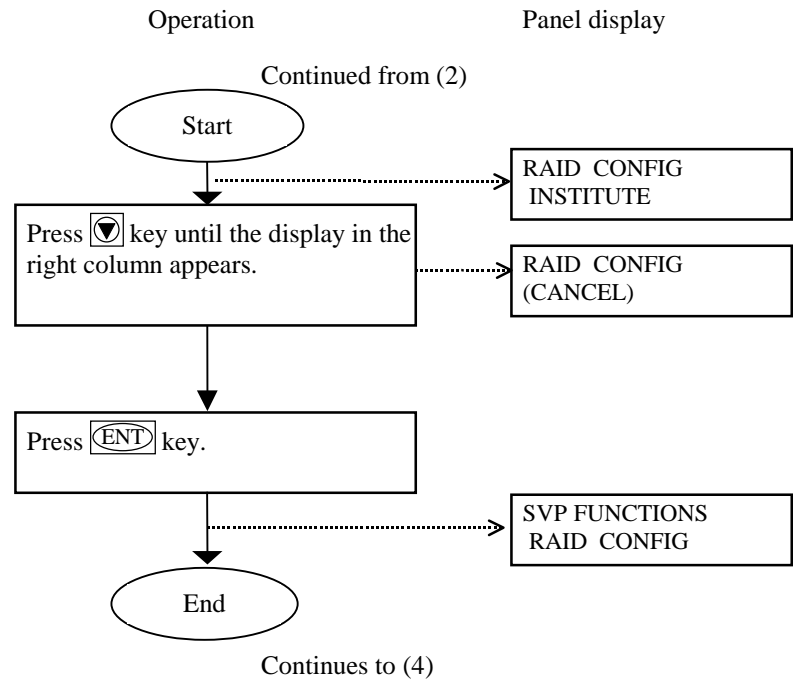 Operation Panel display
Continued from (2)
Start
RAID CONFIG
INSTITUTE
Press ▼ key until the display in the
right column appears.
RAID CONFIG
(CANCEL)
Press ENT key.
SVP FUNCTIONS
RAID CONFIG
End
Continues to (4)